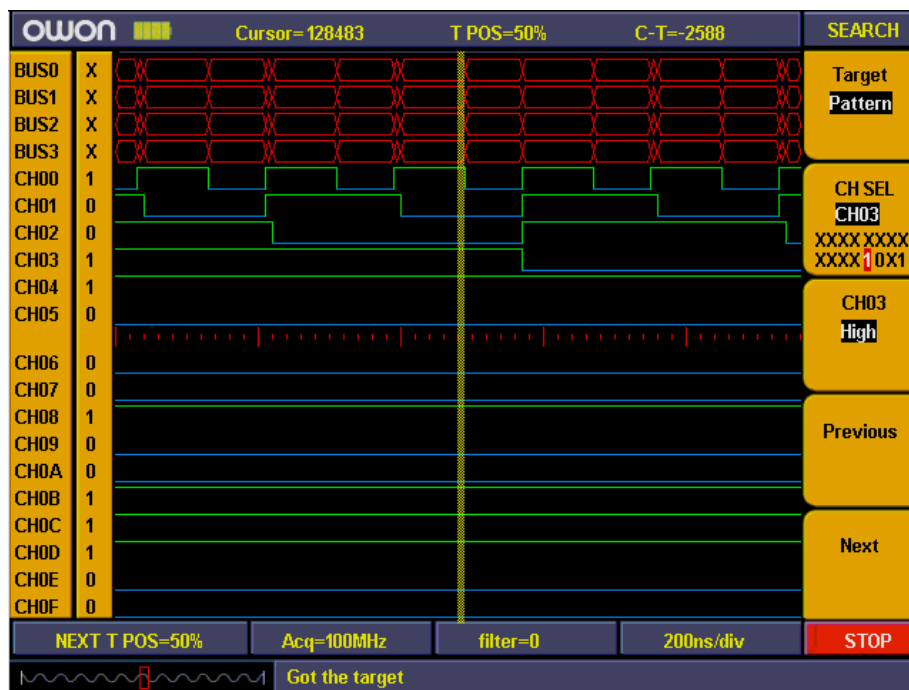 owon Cursor=128483 T POS=50% C-T=-2588 SEARCH
BUS0 X
BUS1 X
BUS2 X
BUS3 X
CH00 1
CH01 0
CH02 0
CH03 1
CH04 1
CH05 0
CH06 0
CH07 0
CH08 1
CH09 0
CH0A 0
CH0B 1
CH0C 1
CH0D 1
CH0E 0
CH0F 0
Target
Pattern
CH SEL
CH03
XXXX XXXX
XXXX 1 0X1
CH03
High
Previous
Next
NEXT T POS=50% Acq=100MHz filter=0 200ns/div STOP
Got the target